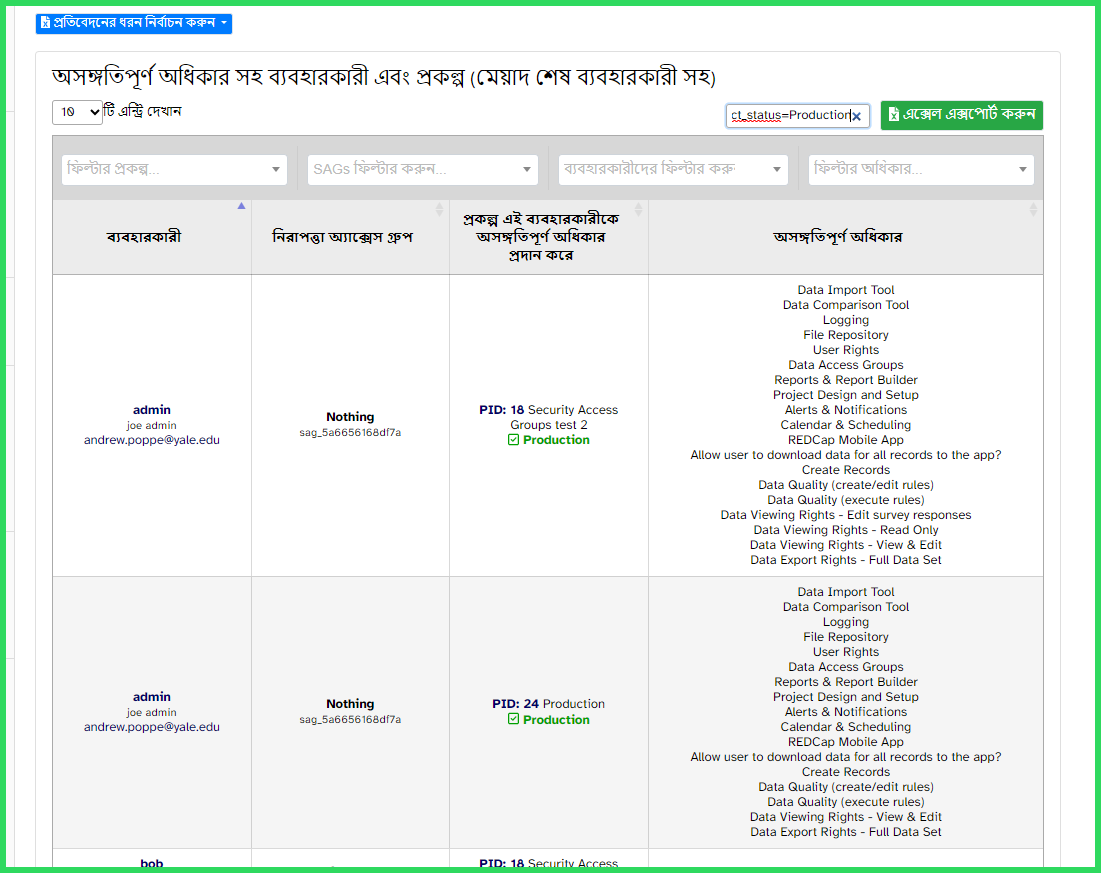 প্রতিবেদনের ধরন নির্বাচন করুন
অসঙ্গতিপূর্ণ অধিকার সহ ব্যবহারকারী এবং প্রকল্প (মেয়াদ শেষ ব্যবহারকারী সহ)
10 টি এন্ট্রি দেখান
ct_status=Production
এক্সেল এক্সপোর্ট করুন
ফিল্টার প্রকল্প...
SAGs ফিল্টার করুন...
ব্যবহারকারীদের ফিল্টার করু
ফিল্টার অধিকার...
ব্যবহারকারী
নিরাপত্তা অ্যাক্সেস গ্রুপ
প্রকল্প এই ব্যবহারকারীকে
অসঙ্গতিপূর্ণ অধিকার
প্রদান করে
অসঙ্গতিপূর্ণ অধিকার
admin
joe admin
andrew.poppe@yale.edu
Nothing
sag_5a6656168df7a
PID: 18 Security Access
Groups test 2
Production
Data Import Tool
Data Comparison Tool
Logging
File Repository
User Rights
Data Access Groups
Reports & Report Builder
Project Design and Setup
Alerts & Notifications
Calendar & Scheduling
REDCap Mobile App
Allow user to download data for all records to the app?
Create Records
Data Quality (create/edit rules)
Data Quality (execute rules)
Data Viewing Rights - Edit survey responses
Data Viewing Rights - Read Only
Data Viewing Rights - View & Edit
Data Export Rights - Full Data Set
admin
joe admin
andrew.poppe@yale.edu
Nothing
sag_5a6656168df7a
PID: 24 Production
Production
Data Import Tool
Data Comparison Tool
Logging
File Repository
User Rights
Data Access Groups
Reports & Report Builder
Project Design and Setup
Alerts & Notifications
Calendar & Scheduling
REDCap Mobile App
Allow user to download data for all records to the app?
Create Records
Data Quality (create/edit rules)
Data Quality (execute rules)
Data Viewing Rights - View & Edit
Data Export Rights - Full Data Set
bob
PID: 18 Security Access